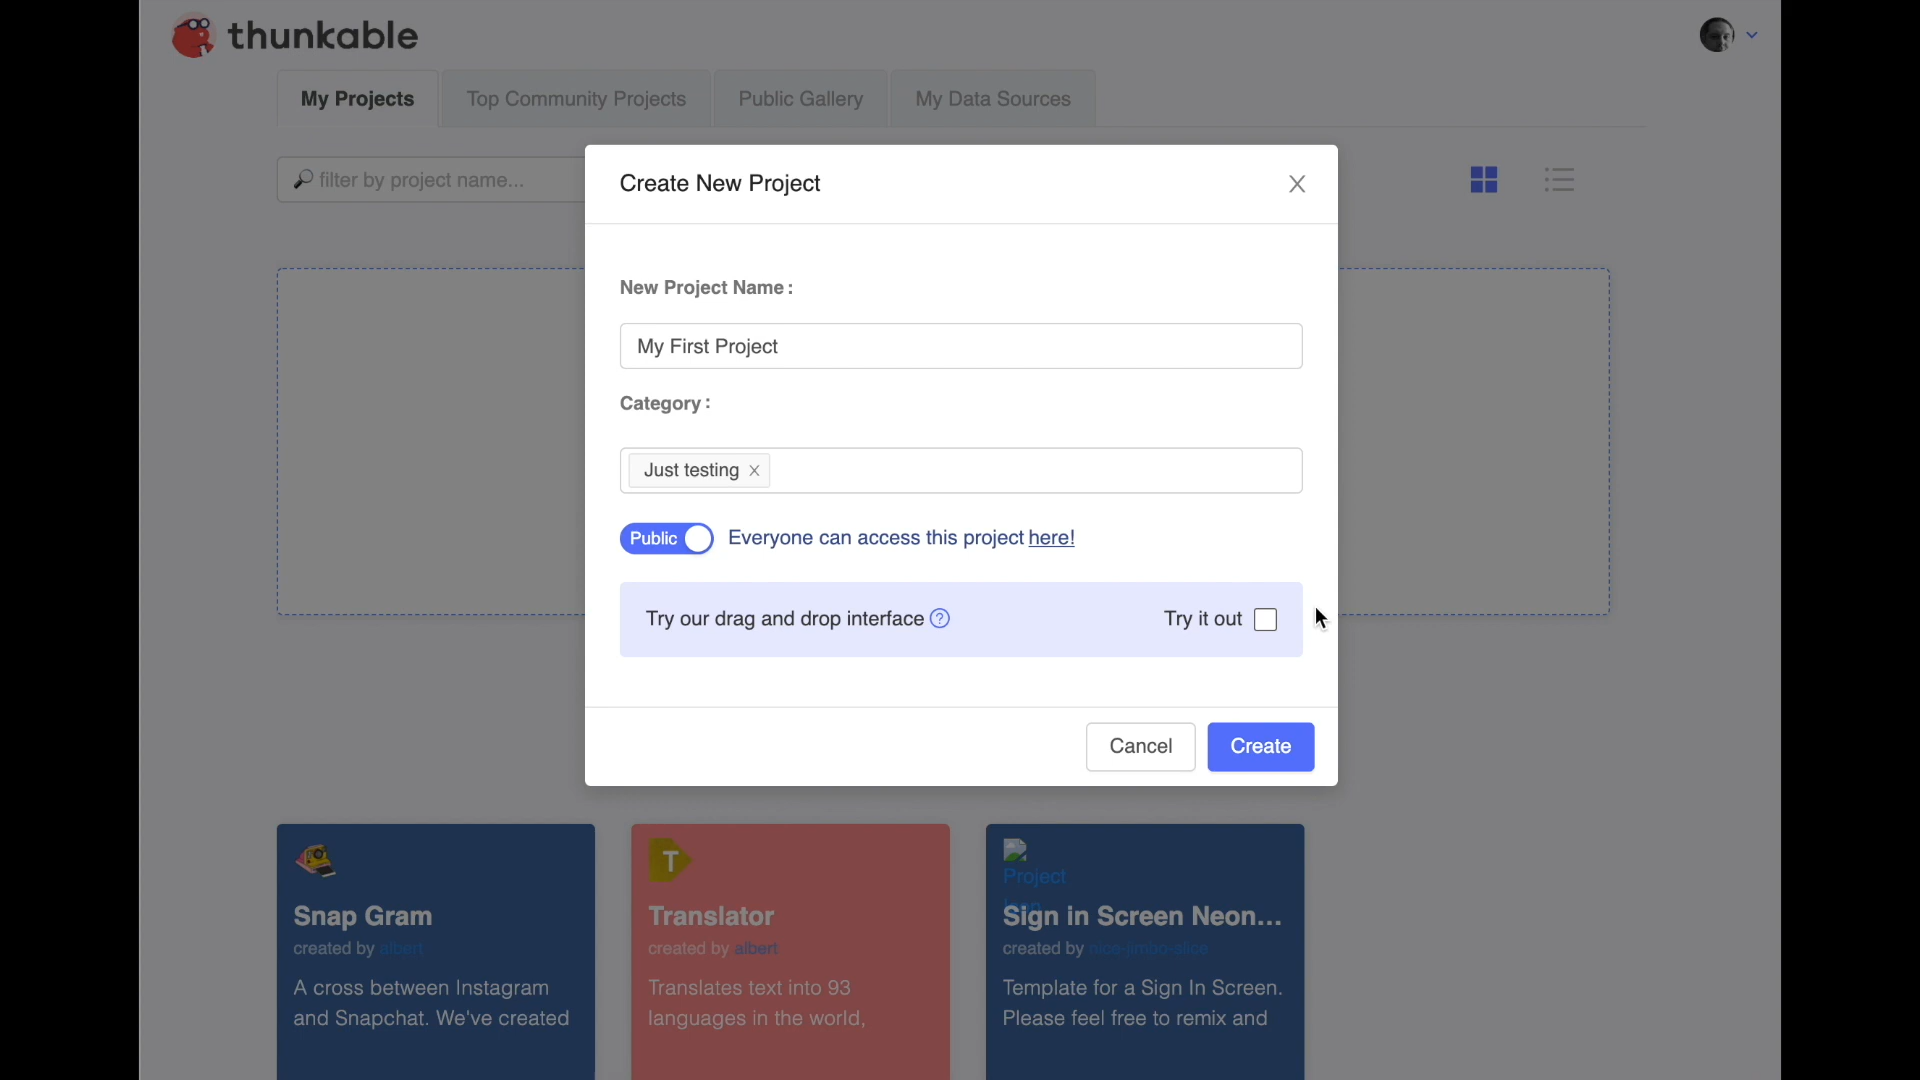 thunkable
My Projects
Top Community Projects
Public Gallery
My Data Sources
filter by project name...
Create New Project
New Project Name :
My First Project
Category :
Just testing
Public
Everyone can access this project here!
Try our drag and drop interface ?
Try it out
Cancel
Create
Snap Gram
created by albert
A cross between Instagram
and Snapchat. We've created
T
Translator
created by albert
Translates text into 93
languages in the world,
Project
Sign in Screen Neon...
created by nico-jimbo-alice
Template for a Sign In Screen.
Please feel free to remix and